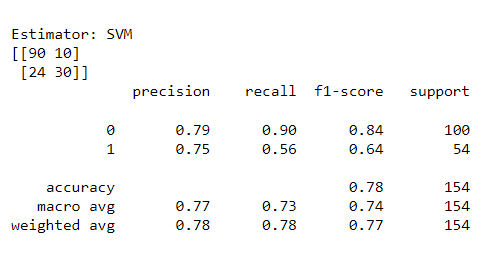 Estimator: SVM
[[90 10]
 [24 30]]
              precision    recall  f1-score   support

           0       0.79      0.90      0.84       100
           1       0.75      0.56      0.64        54

    accuracy                           0.78       154
   macro avg       0.77      0.73      0.74       154
weighted avg       0.78      0.78      0.77       154